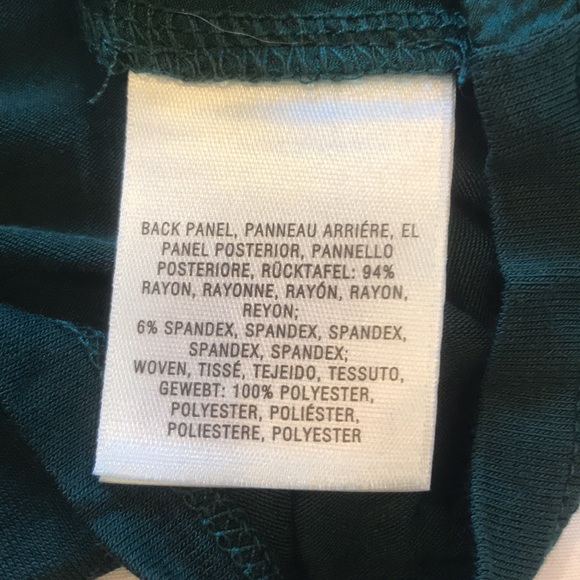 BACK PANEL, PANNEAU ARRIÉRE, EL
PANEL POSTERIOR, PANNELLO
POSTERIORE, RÜCKTAFEL: 94%
RAYON, RAYONNE, RAYÓN, RAYON,
REYON;
6% SPANDEX, SPANDEX, SPANDEX,
SPANDEX, SPANDEX;
WOVEN, TISSÉ, TEJEIDO, TESSUTO,
GEWEBT: 100% POLYESTER,
POLYESTER, POLIÉSTER,
POLIESTERE, POLYESTER